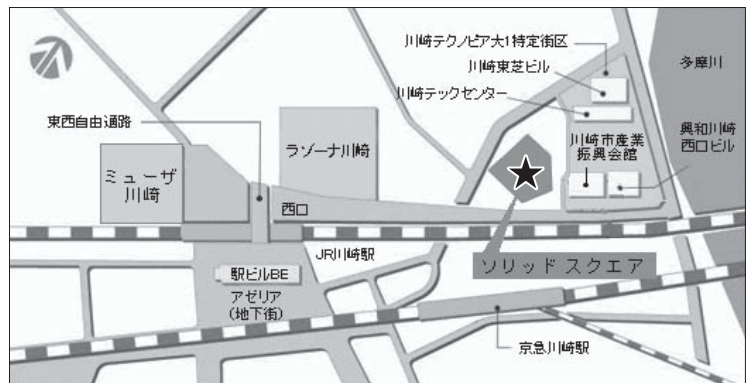 川崎テクノピア大1特定街区
川崎東芝ビル
川崎テックセンター
多摩川
東西自由通路
ラゾーナ川崎
川崎市産業
振興会館
興和川崎
西口ビル
ミューザ
川崎
西口
JR川崎駅
ソリッド スクエア
駅ビルBE
アゼリア
(地下街)
京急川崎駅